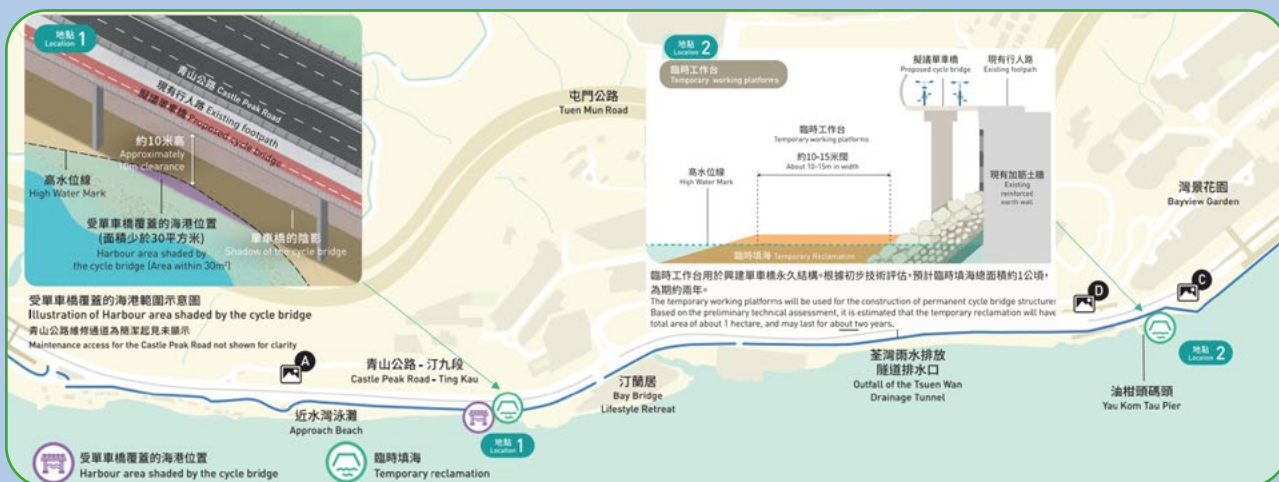 地點 1
Location
青山公路 Castle Peak Road
現有行人路 Existing footpath
擬議單車橋 Proposed cycle bridge
約10米高
Approximately
10m clearance
高水位線
High Water Mark
受單車橋覆蓋的海港位置
(面積少於30平方米)
Harbour area shaded by
the cycle bridge (Area within 30m²)
單車橋的陰影
Shadow of the cycle bridge
受單車橋覆蓋的海港範圍示意圖
Illustration of Harbour area shaded by the cycle bridge
青山公路維修通道為簡潔起見未顯示
Maintenance access for the Castle Peak Road not shown for clarity
屯門公路
Tuen Mun Road
地點 2
Location
臨時工作台
Temporary working platforms
擬議單車橋
Proposed cycle bridge
現有行人路
Existing footpath
臨時工作台
Temporary working platforms
約10-15米闊
About 10-15m in width
高水位線
High Water Mark
現有加筋土牆
Existing
reinforced
earth wall
臨時填海 Temporary Reclamation
臨時工作台用於興建單車橋永久結構。根據初步技術評估，預計臨時填海總面積約1公頃，
為期約兩年。
The temporary working platforms will be used for the construction of permanent cycle bridge structures
Based on the preliminary technical assessment, it is estimated that the temporary reclamation will have
total area of about 1 hectare, and may last for about two years.
灣景花園
Bayview Garden
A
D
C
青山公路 - 汀九段
Castle Peak Road - Ting Kau
近水灣泳灘
Approach Beach
地點 1
Location
汀蘭居
Bay Bridge
Lifestyle Retreat
荃灣雨水排放
隧道排水口
Outfall of the Tsuen Wan
Drainage Tunnel
地點 2
Location
油柑頭碼頭
Yau Kom Tau Pier
受單車橋覆蓋的海港位置
Harbour area shaded by the cycle bridge
臨時填海
Temporary reclamation